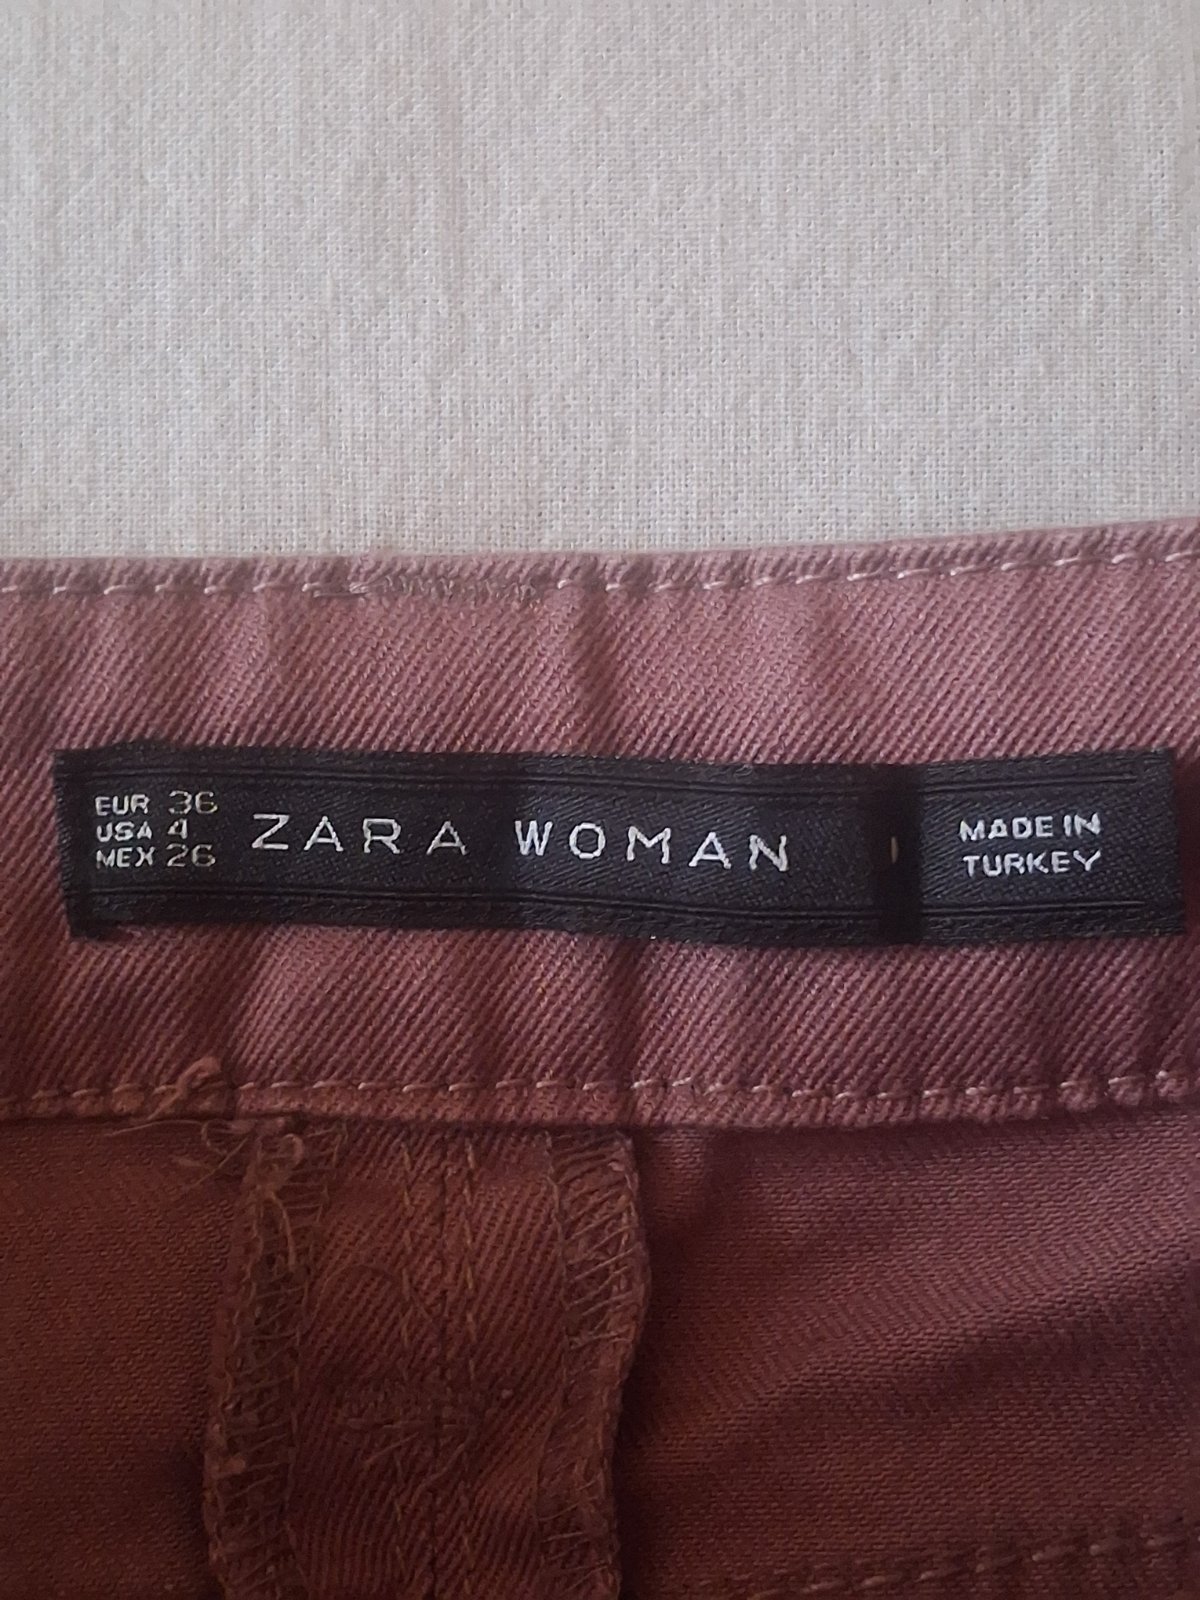 EUR 36
USA 4
MEX 26
ZARA WOMAN
MADE IN
TURKEY